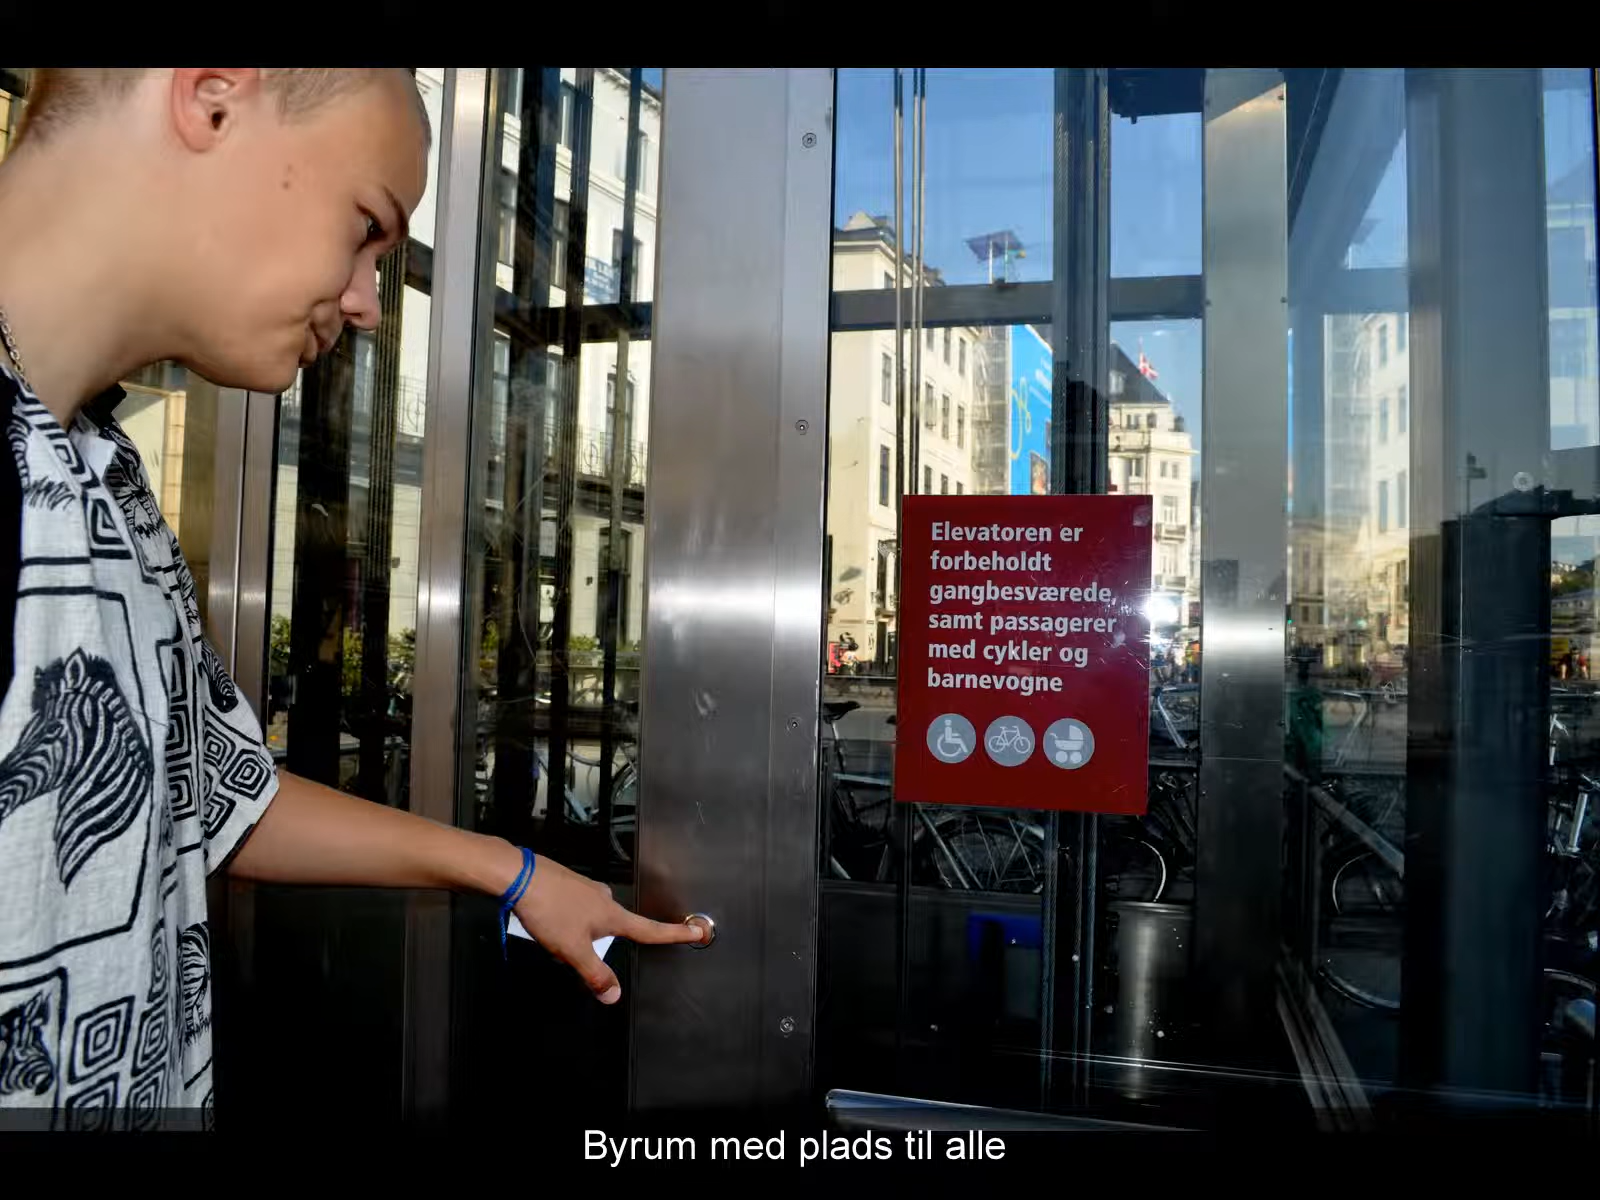 Elevatoren er
forbeholdt
gangbesværede,
samt passagerer
med cykler og
barnevogne
Byrum med plads til alle